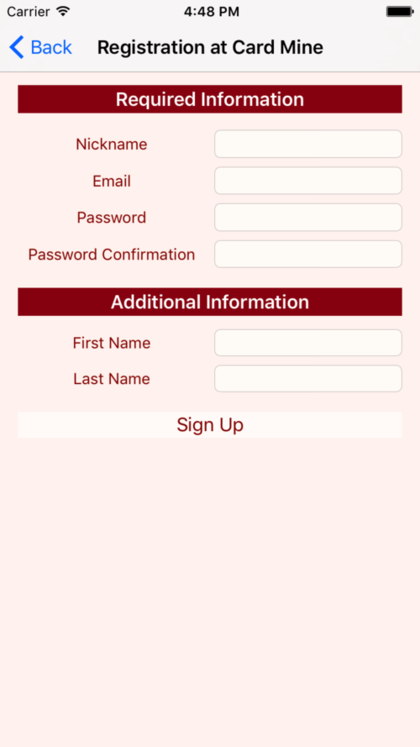 Carrier 4:48 PM
Back Registration at Card Mine
Required Information
Nickname
Email
Password
Password Confirmation
Additional Information
First Name
Last Name
Sign Up